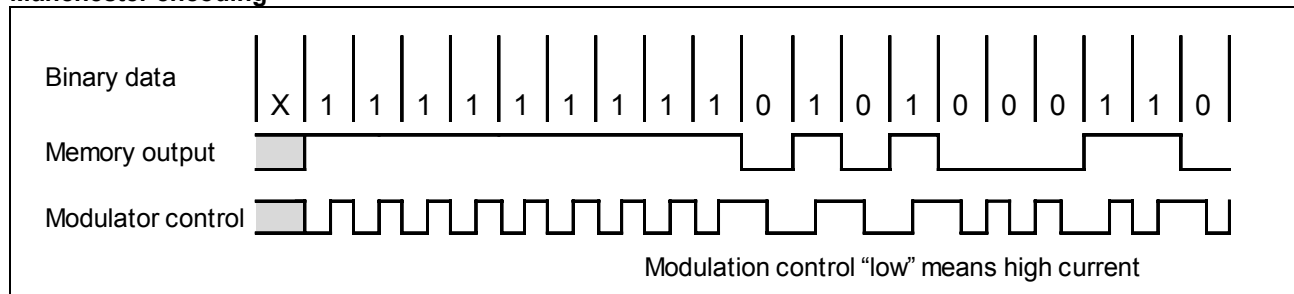 Manchester encoding
Binary data
X 1 1 1 1 1 1 1 1 1 0 1 0 1 0 0 0 1 1 0
Memory output
Modulator control
Modulation control “low” means high current